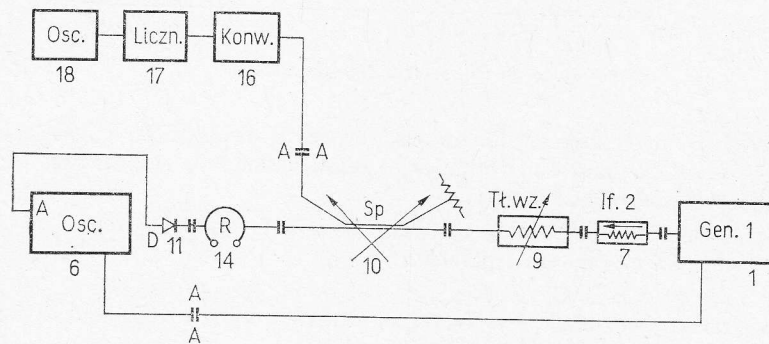 Osc. Liczn. Konw.
18 17 16
A A
Sp Tł.wz. If. 2
A Osc. D R Gen. 1
11 14 10 9 7 1
6
A
A